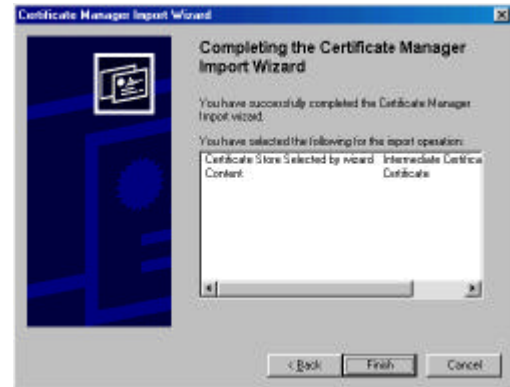 Certificate Manager Import Wizard
Completing the Certificate Manager
Import Wizard
You have successfully completed the Certificate Manager
Import wizard.
You have selected the following for the import operation:
Certificate Store Selected by wizard Intermediate Certifica
Content Certificate
< Back Finish Cancel